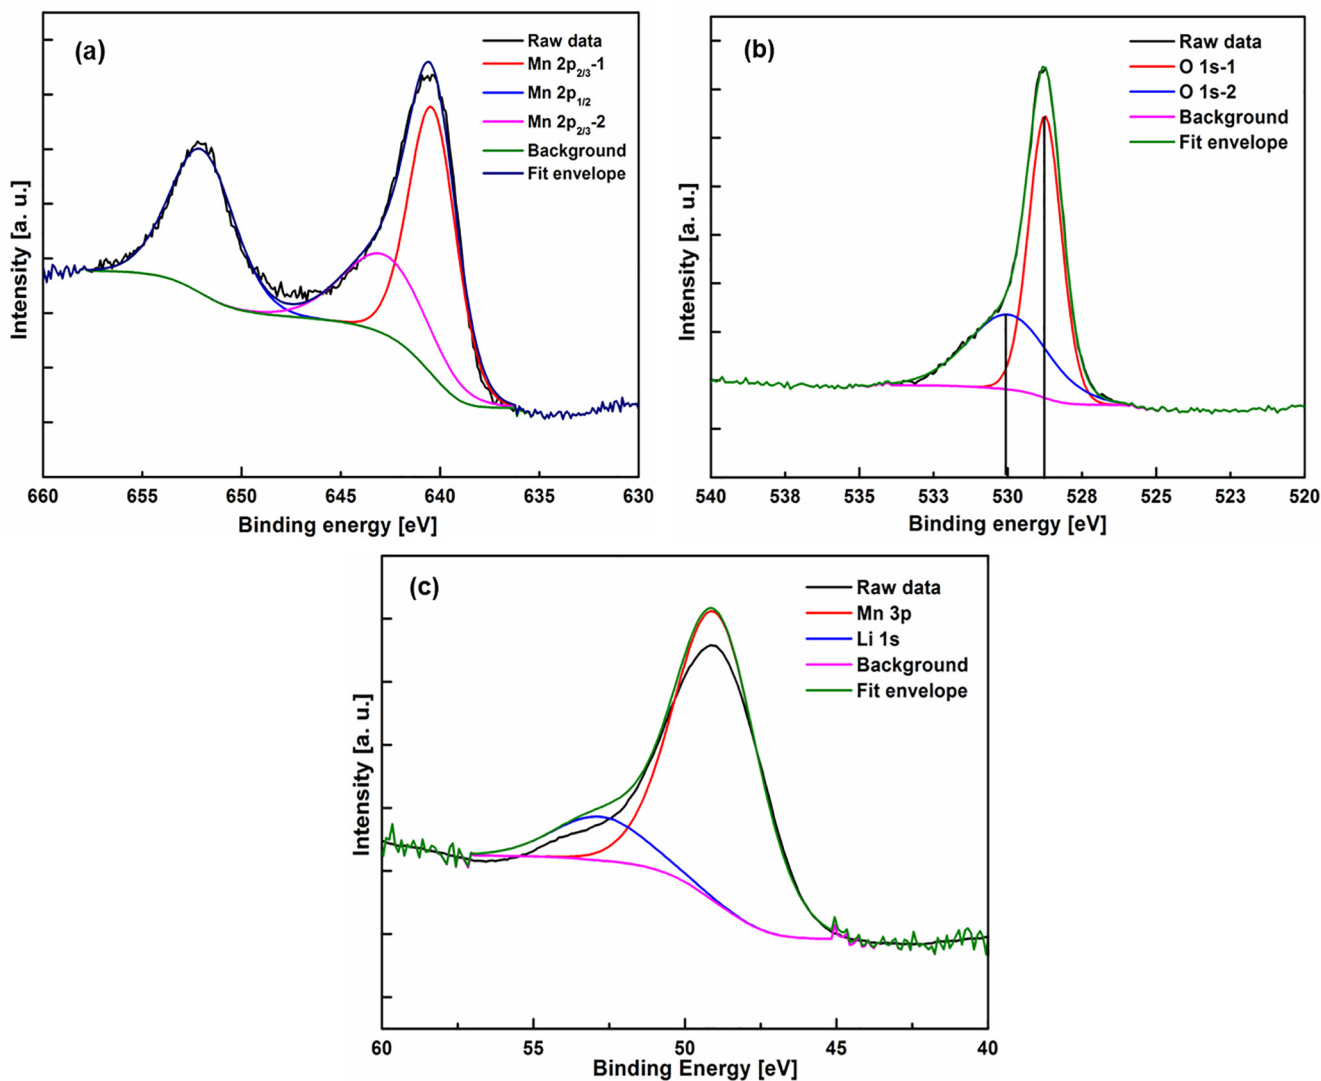 (a)
Raw data
Mn 2p2/3-1
Mn 2p1/2
Mn 2p2/3-2
Background
Fit envelope
Intensity [a. u.]
660 655 650 645 640 635 630
Binding energy [eV]
(b)
Raw data
O 1s-1
O 1s-2
Background
Fit envelope
Intensity [a. u.]
540 538 535 533 530 528 525 523 520
Binding energy [eV]
(c)
Raw data
Mn 3p
Li 1s
Background
Fit envelope
Intensity [a. u.]
60 55 50 45 40
Binding Energy [eV]